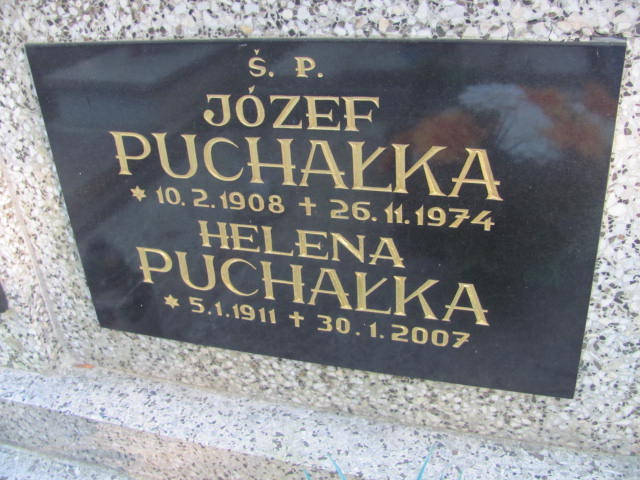 Ś. P.
JÓZEF
PUCHAŁKA
* 10.2.1908 + 26.11.1974
HELENA
PUCHAŁKA
* 5.1.1911 + 30.1.2007